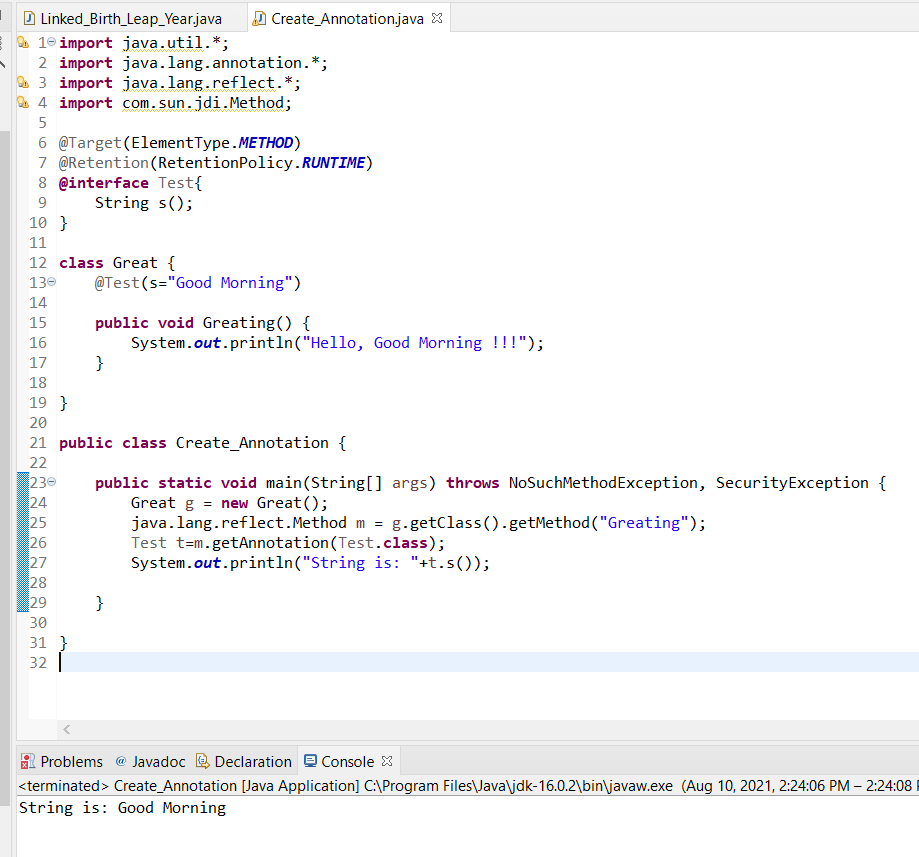 Linked_Birth_Leap_Year.java Create_Annotation.java
1 import java.util.*;
2 import java.lang.annotation.*;
3 import java.lang.reflect.*;
4 import com.sun.jdi.Method;
5
6 @Target(ElementType.METHOD)
7 @Retention(RetentionPolicy.RUNTIME)
8 @interface Test{
9 String s();
10 }
11
12 class Great {
13 @Test(s="Good Morning")
14
15 public void Greating() {
16 System.out.println("Hello, Good Morning !!!");
17 }
18
19 }
20
21 public class Create_Annotation {
22
23 public static void main(String[] args) throws NoSuchMethodException, SecurityException {
24 Great g = new Great();
25 java.lang.reflect.Method m = g.getClass().getMethod("Greating");
26 Test t=m.getAnnotation(Test.class);
27 System.out.println("String is: "+t.s());
28
29 }
30
31 }
32
Problems @ Javadoc Declaration Console
<terminated> Create_Annotation [Java Application] C:\Program Files\Java\jdk-16.0.2\bin\javaw.exe (Aug 10, 2021, 2:24:06 PM – 2:24:08
String is: Good Morning